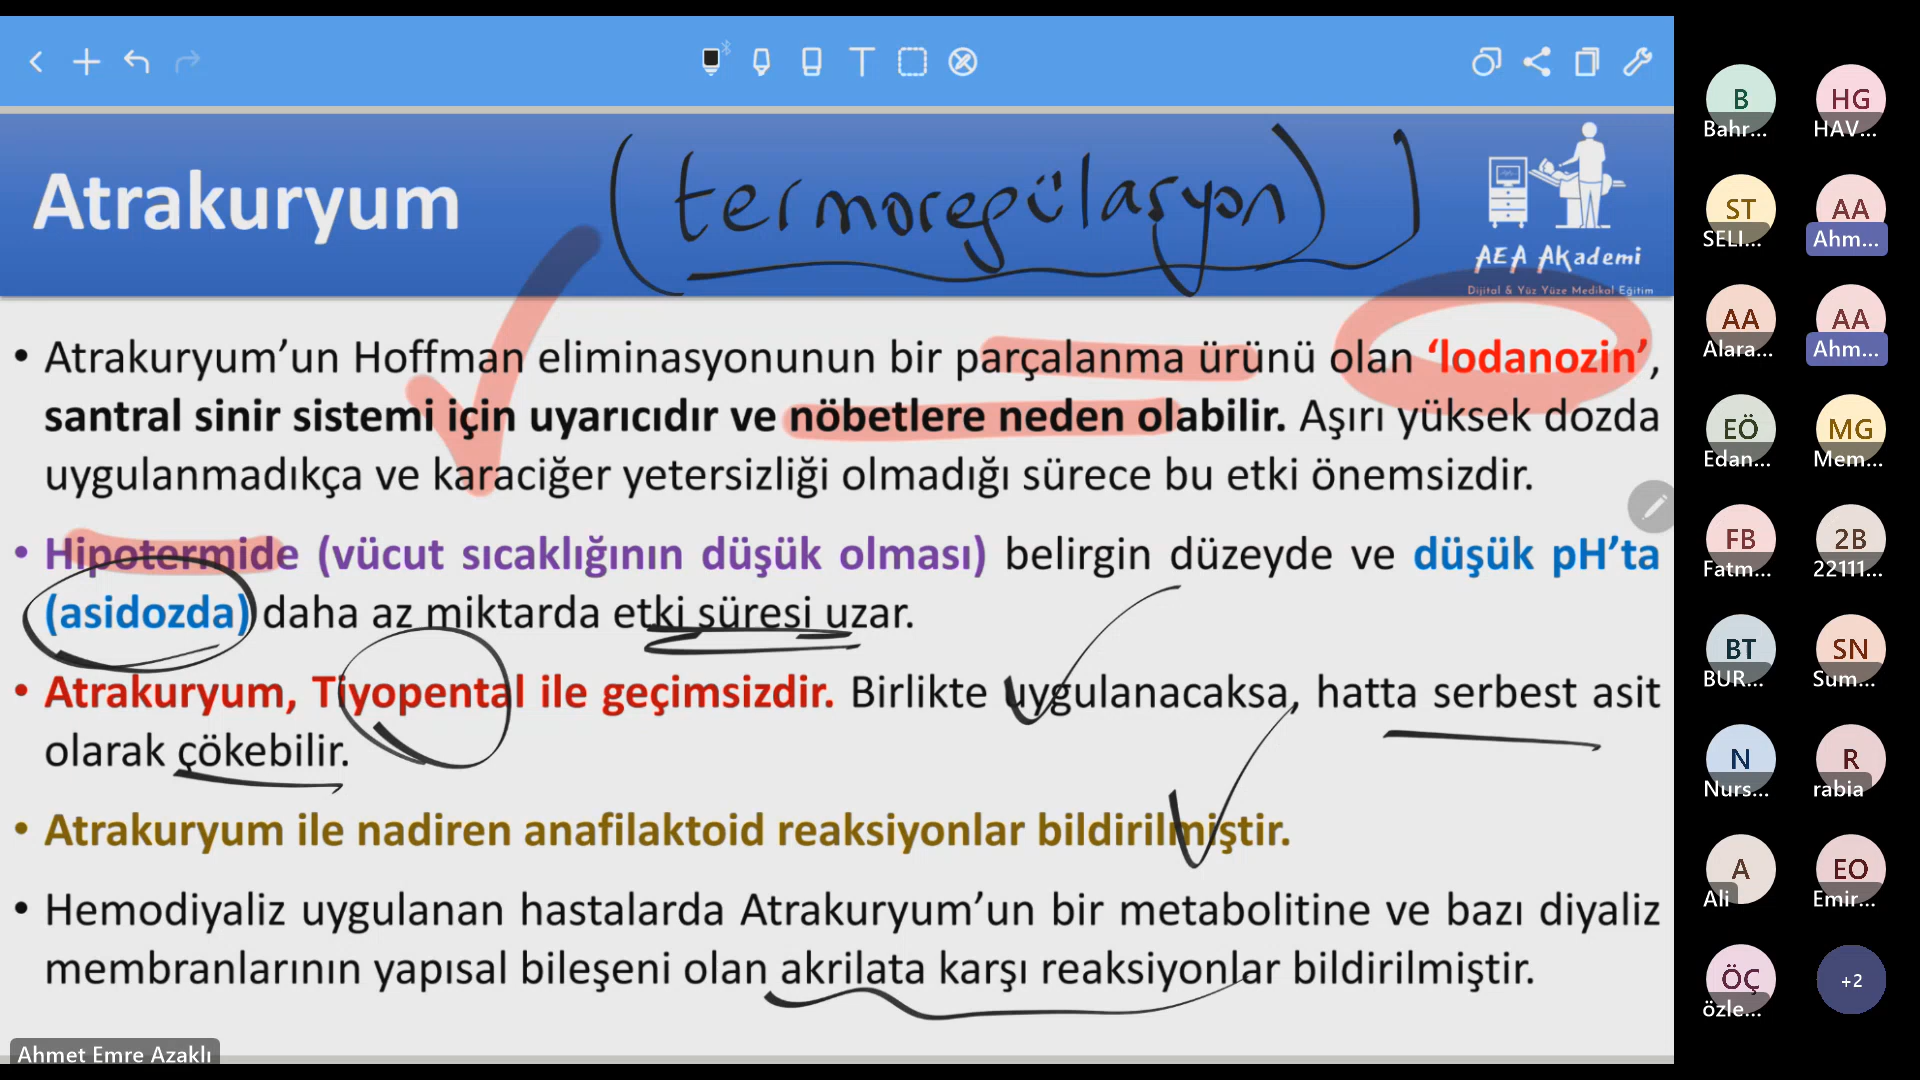 Atrakuryum
(termoregülasyon)
AEA AKademi
Dijital & Yüz Yüze Medikal Eğitim
• Atrakuryum’un Hoffman eliminasyonunun bir parçalanma ürünü olan ‘lodanozin’,
santral sinir sistemi için uyarıcıdır ve nöbetlere neden olabilir. Aşırı yüksek dozda
uygulanmadıkça ve karaciğer yetersizliği olmadığı sürece bu etki önemsizdir.
• Hipotermide (vücut sıcaklığının düşük olması) belirgin düzeyde ve düşük pH’ta
(asidozda) daha az miktarda etki süresi uzar.
• Atrakuryum, Tiyopental ile geçimsizdir. Birlikte uygulanacaksa, hatta serbest asit
olarak çökebilir.
• Atrakuryum ile nadiren anafilaktoid reaksiyonlar bildirilmiştir.
• Hemodiyaliz uygulanan hastalarda Atrakuryum’un bir metabolitine ve bazı diyaliz
membranlarının yapısal bileşeni olan akrilata karşı reaksiyonlar bildirilmiştir.
Ahmet Emre Azaklı
B
Bahr...
HG
HAV...
ST
SELI...
AA
Ahm...
AA
Alara...
AA
Ahm...
EÖ
Edan...
MG
Mem...
FB
Fatm...
2B
22111...
BT
BUR...
SN
Sum...
N
Nurs...
R
rabia
A
Ali
EO
Emir...
ÖÇ
özle...
+2